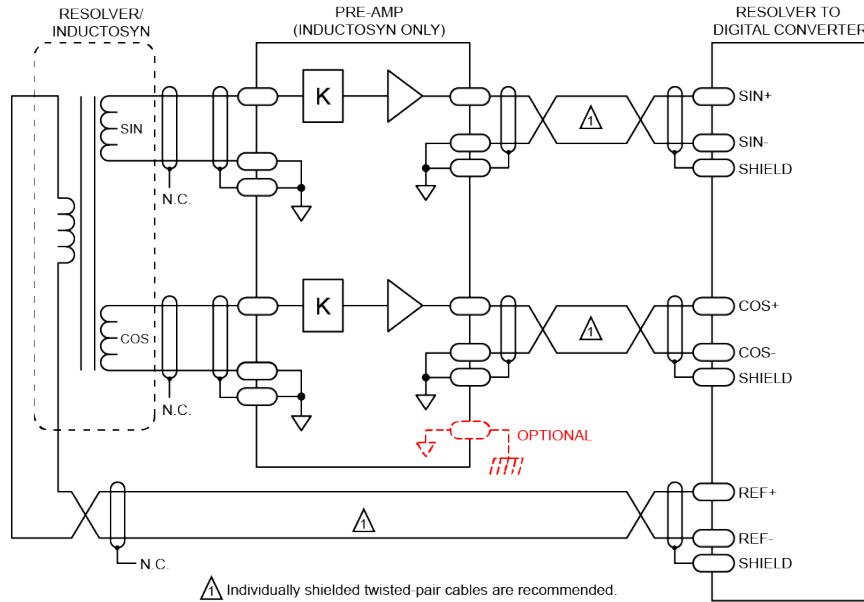 RESOLVER/
INDUCTOSYN
PRE-AMP
(INDUCTOSYN ONLY)
RESOLVER TO
DIGITAL CONVERTER
SIN
K
1
SIN+
SIN-
SHIELD
N.C.
COS
K
1
COS+
COS-
SHIELD
N.C.
OPTIONAL
REF+
1
REF-
N.C.
SHIELD
1 Individually shielded twisted-pair cables are recommended.